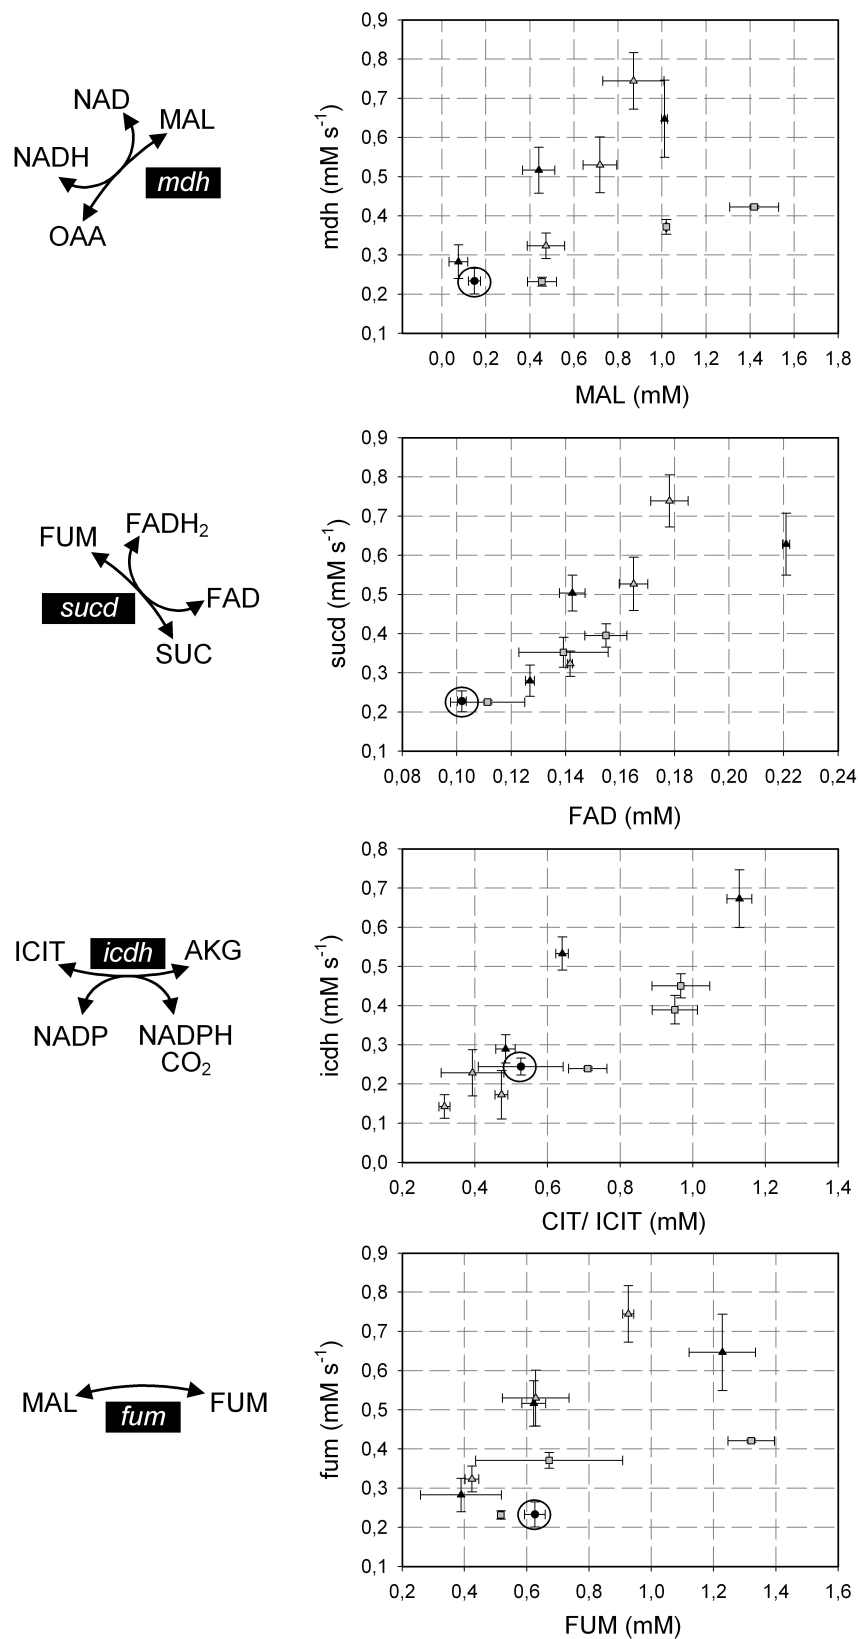 NAD
MAL
NADH
mdh
OAA
mdh (mM s-1)
0,9
0,8
0,7
0,6
0,5
0,4
0,3
0,2
0,1
0,0 0,2 0,4 0,6 0,8 1,0 1,2 1,4 1,6 1,8
MAL (mM)
FADH2
FUM
FAD
sucd
SUC
sucd (mM s-1)
0,9
0,8
0,7
0,6
0,5
0,4
0,3
0,2
0,1
0,08 0,10 0,12 0,14 0,16 0,18 0,20 0,22 0,24
FAD (mM)
ICIT icdh AKG
NADP NADPH
CO2
icdh (mM s-1)
0,8
0,7
0,6
0,5
0,4
0,3
0,2
0,1
0,0
0,2 0,4 0,6 0,8 1,0 1,2 1,4
CIT/ ICIT (mM)
MAL FUM
fum
fum (mM s-1)
0,9
0,8
0,7
0,6
0,5
0,4
0,3
0,2
0,1
0,2 0,4 0,6 0,8 1,0 1,2 1,4 1,6
FUM (mM)